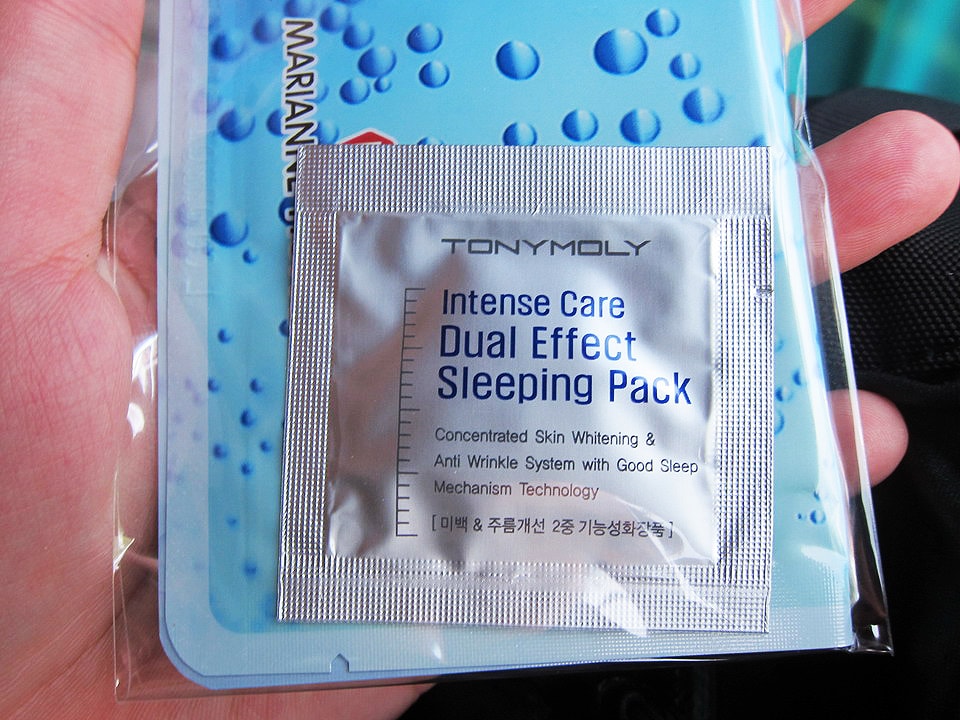 MARIANNE
TONYMOLY
Intense Care
Dual Effect
Sleeping Pack
Concentrated Skin Whitening &
Anti Wrinkle System with Good Sleep
Mechanism Technology
[ 미백 & 주름개선 2중 기능성화장품 ]